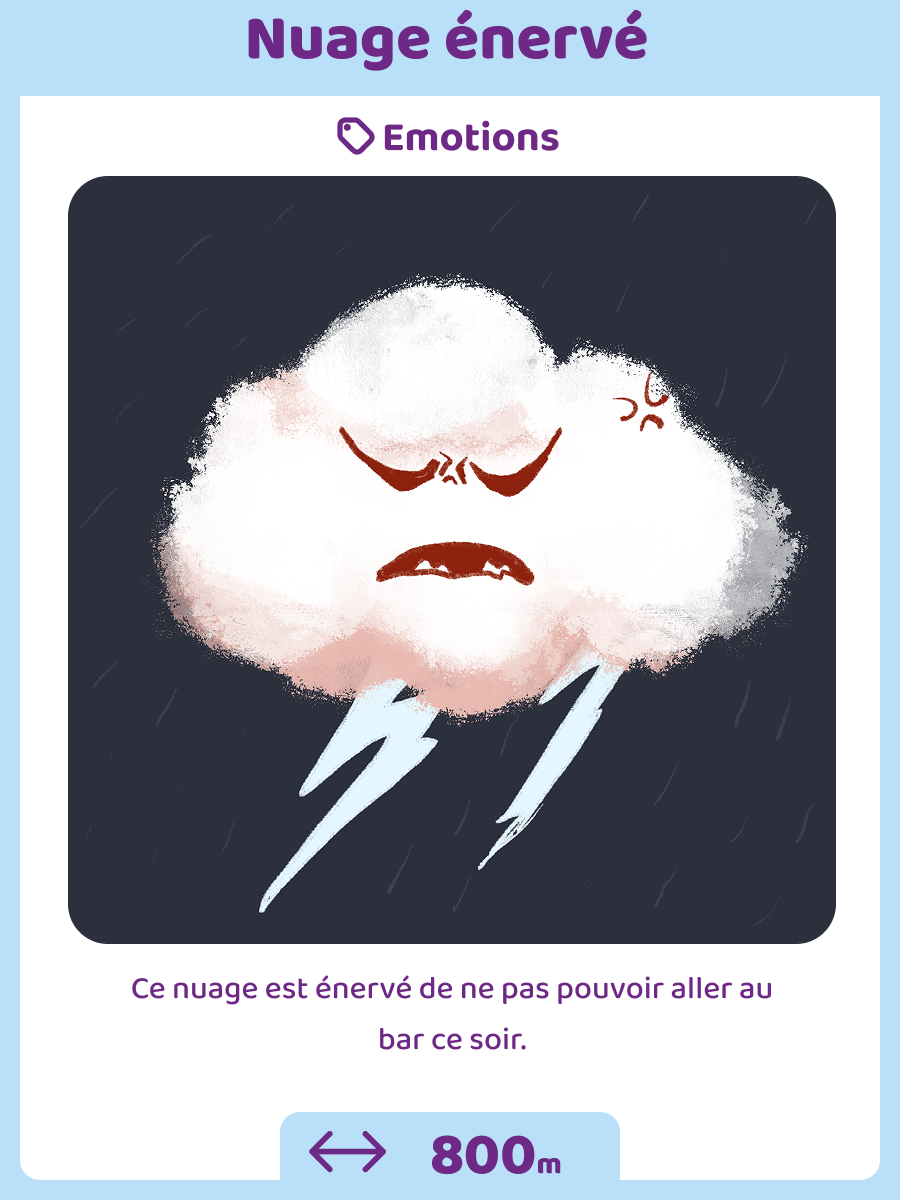 Nuage énervé
Emotions
Ce nuage est énervé de ne pas pouvoir aller au
bar ce soir.
800m